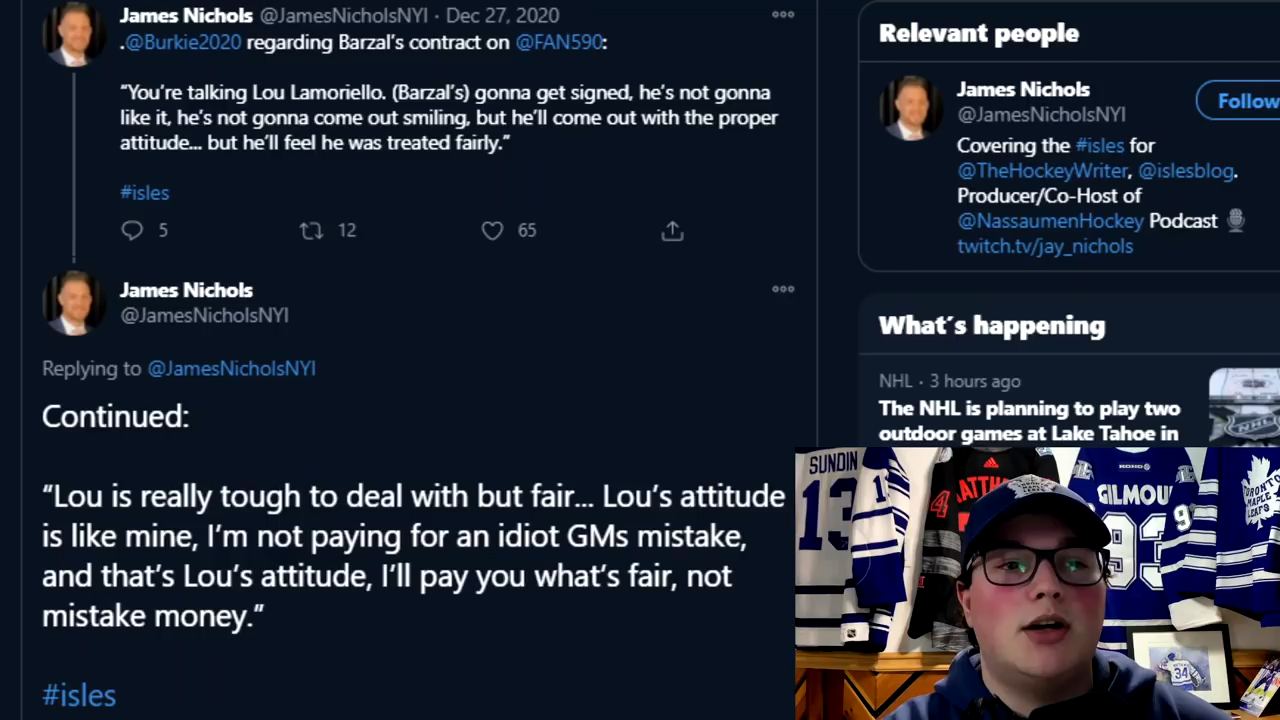 James Nichols @JamesNicholsNYI · Dec 27, 2020
.@Burkie2020 regarding Barzal's contract on @FAN590:
“You're talking Lou Lamoriello. (Barzal's) gonna get signed, he's not gonna
like it, he's not gonna come out smiling, but he'll come out with the proper
attitude... but he'll feel he was treated fairly.”
#isles
5 12 65
James Nichols
@JamesNicholsNYI
Replying to @JamesNicholsNYI
Continued:
“Lou is really tough to deal with but fair... Lou's attitude
is like mine, I'm not paying for an idiot GMs mistake,
and that's Lou's attitude, I'll pay you what's fair, not
mistake money.”
#isles
Relevant people
James Nichols
@JamesNicholsNYI
Follow
Covering the #isles for
@TheHockeyWriter, @islesblog.
Producer/Co-Host of
@NassaumenHockey Podcast
twitch.tv/jay_nichols
What's happening
NHL · 3 hours ago
The NHL is planning to play two
outdoor games at Lake Tahoe in
NHL
SUNDIN
13
GILMOU
93
9
TORONTO
MAPLE
LEAFS
34